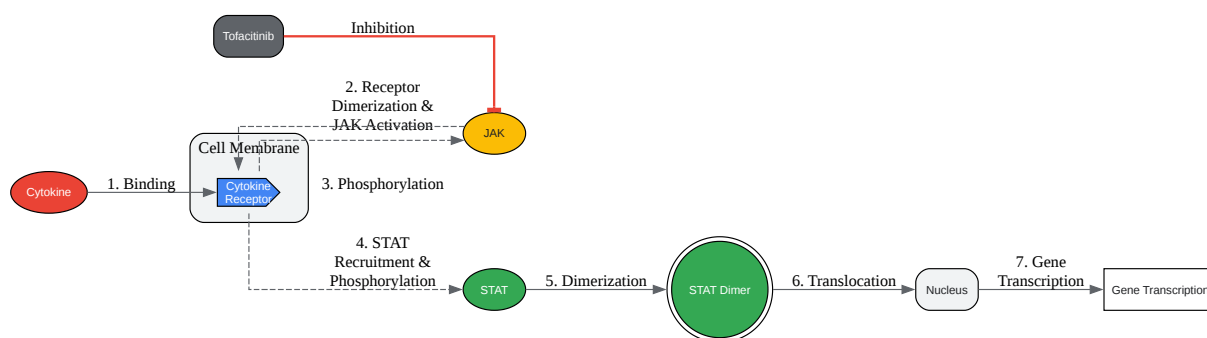 Tofacitinib
Inhibition
2. Receptor
Dimerization &
JAK Activation
JAK
Cell Membrane
Cytokine
1. Binding
Cytokine
Receptor
3. Phosphorylation
4. STAT
Recruitment &
Phosphorylation
STAT
5. Dimerization
STAT Dimer
6. Translocation
Nucleus
7. Gene
Transcription
Gene Transcription